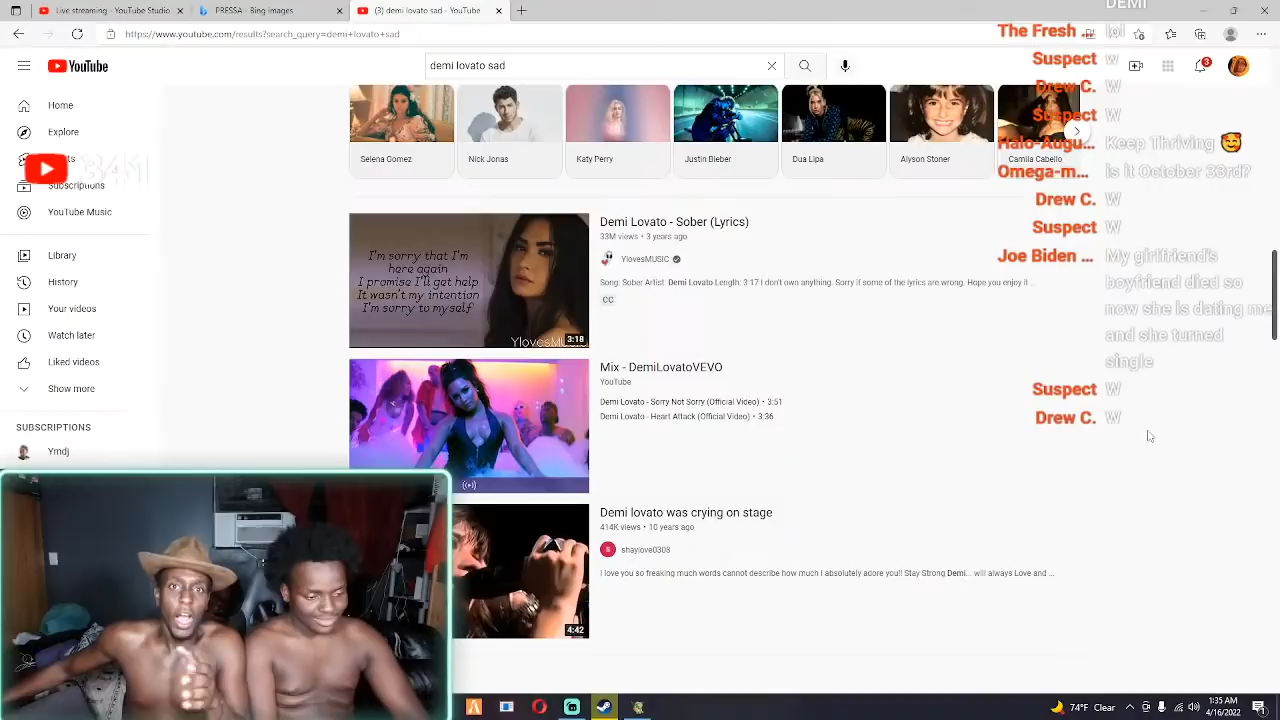 Live streaming - YouTube Studio
PRSSSA - Bing images
(3) demi lovato sad - YouTube
DEMI
https://www.youtube.com/results?search_query=demi+lovato+sad
The Fresh ... lol
YouTube
demi lovato sad
3
Suspect w
Drew C. W
Suspect W
Halo-Augu... Keep Thriving
Omega-m... is it October 33rd?
Drew C. W
Suspect W
Joe Biden ... My girlfriend's
boyfriend died so
now she is dating me
and she turned
single
Suspect W
Drew C. W
Home
Explore
341
Subscriptions
YouTube Music
Library
History
Your videos
Watch later
Liked videos
Show more
SUBSCRIPTIONS
Ymdj
Selena Gomez
Nick Jonas
Katy Perry
Justin Bieber
Dua Lipa
Alyson Stoner
Camila Cabello
I'm sorry that I'm
here again
I promise I'm
It wasn't my intention
I'm sorry to myself
YlovesMU
3:18
Demi Lovato - Sober (Lyrics)
33M views • 3 years ago
YlovesMUSIC
Song: Sober Artist: Demi Lovato Length: 3:17 I don't own anything. Sorry if some of the lyrics are wrong. Hope you enjoy it ...
CC
Mix - DemiLovatoVEVO
YouTube
Demi Lovato - Sorry Not Sorry (Official Video) • 3:51
Demi Lovato - Heart Attack (Official Video) • 3:36
Demi lovato was crying on stage
414K views • 10 years ago
shaylove0308
I love you so freaking much words cannot describe how much I absolutely adore you!! Stay Strong Demi... will always Love and ...
4:42
74°F Clear
1:35 AM
4/16/2022